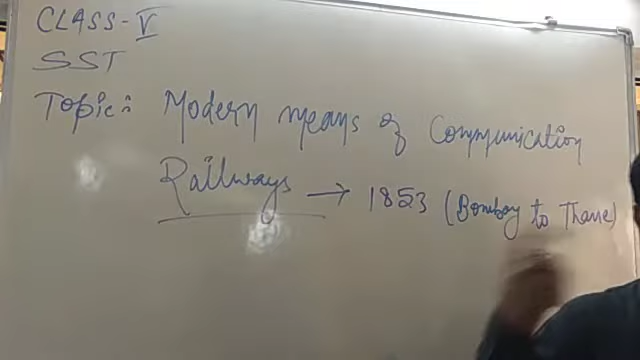 CLASS-V
SST
Topic: Modern means of Communication
Railways → 1853 (Bombay to Thane)